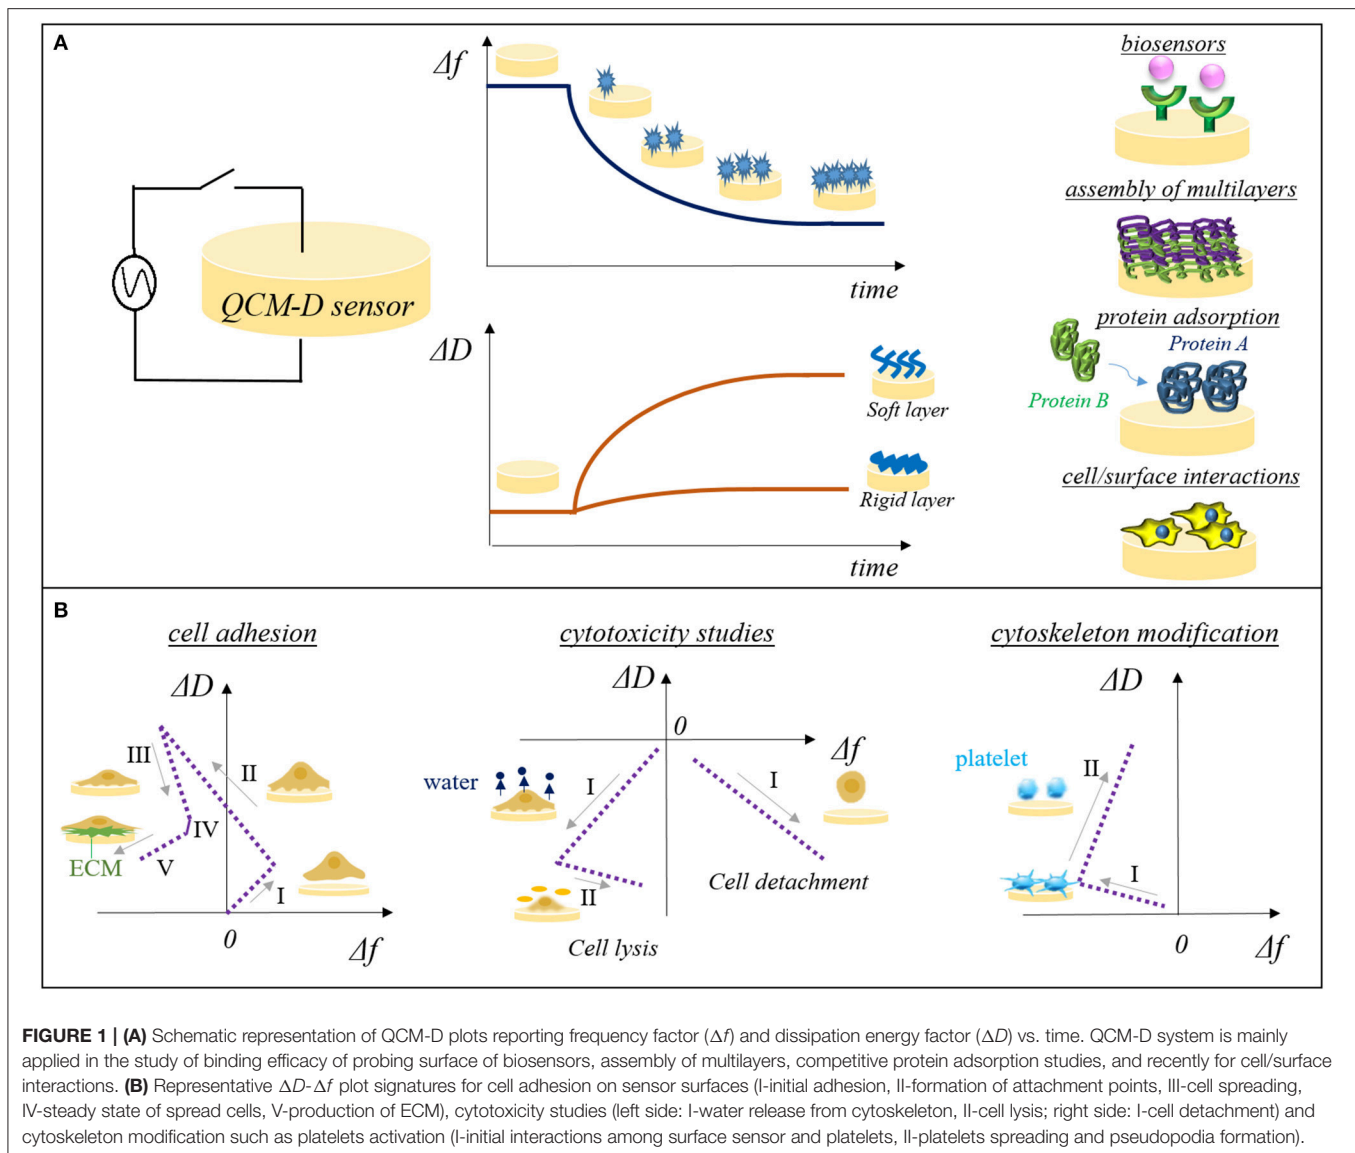 A
Δf
time
QCM-D sensor
ΔD
Soft layer
Rigid layer
time
biosensors
assembly of multilayers
protein adsorption
Protein A
Protein B
cell/surface interactions
B
cell adhesion
ΔD
III
II
IV
V
ECM
I
0
Δf
cytotoxicity studies
ΔD
0
Δf
water
I
I
II
Cell detachment
Cell lysis
cytoskeleton modification
ΔD
platelet
II
I
0
Δf
FIGURE 1 | (A) Schematic representation of QCM-D plots reporting frequency factor (Δf) and dissipation energy factor (ΔD) vs. time. QCM-D system is mainly
applied in the study of binding efficacy of probing surface of biosensors, assembly of multilayers, competitive protein adsorption studies, and recently for cell/surface
interactions. (B) Representative ΔD-Δf plot signatures for cell adhesion on sensor surfaces (I-initial adhesion, II-formation of attachment points, III-cell spreading,
IV-steady state of spread cells, V-production of ECM), cytotoxicity studies (left side: I-water release from cytoskeleton, II-cell lysis; right side: I-cell detachment) and
cytoskeleton modification such as platelets activation (I-initial interactions among surface sensor and platelets, II-platelets spreading and pseudopodia formation).